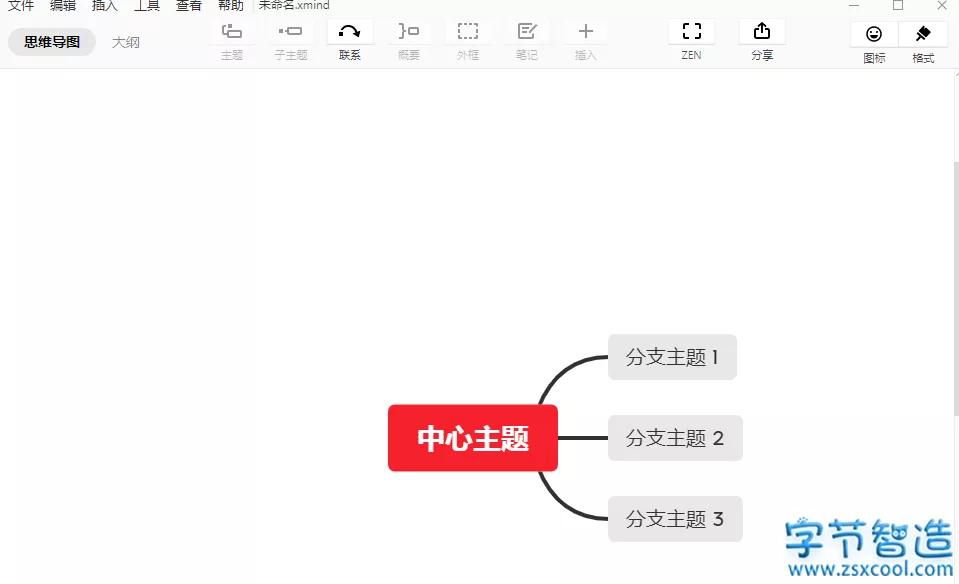 文件 编辑 插入 工具 查看 帮助 未命名.xmind
思维导图 大纲
主题 子主题 联系 概要 外框 笔记 插入 ZEN 分享 图标 格式
分支主题 1
中心主题
分支主题 2
分支主题 3
字节智造
www.zsxcool.com